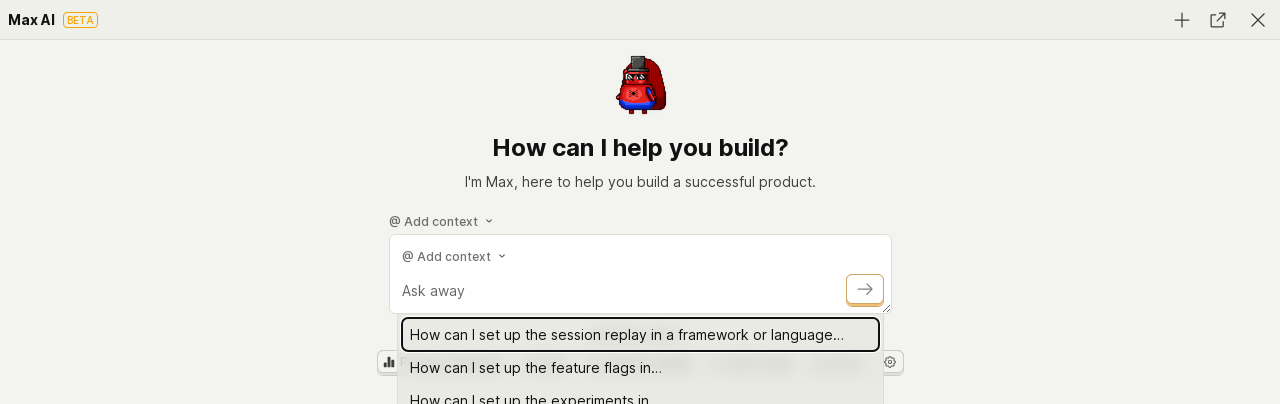 Max AI BETA
How can I help you build?
I'm Max, here to help you build a successful product.
@ Add context
@ Add context
Ask away
How can I set up the session replay in a framework or language…
How can I set up the feature flags in…
How can I set up the experiments in…